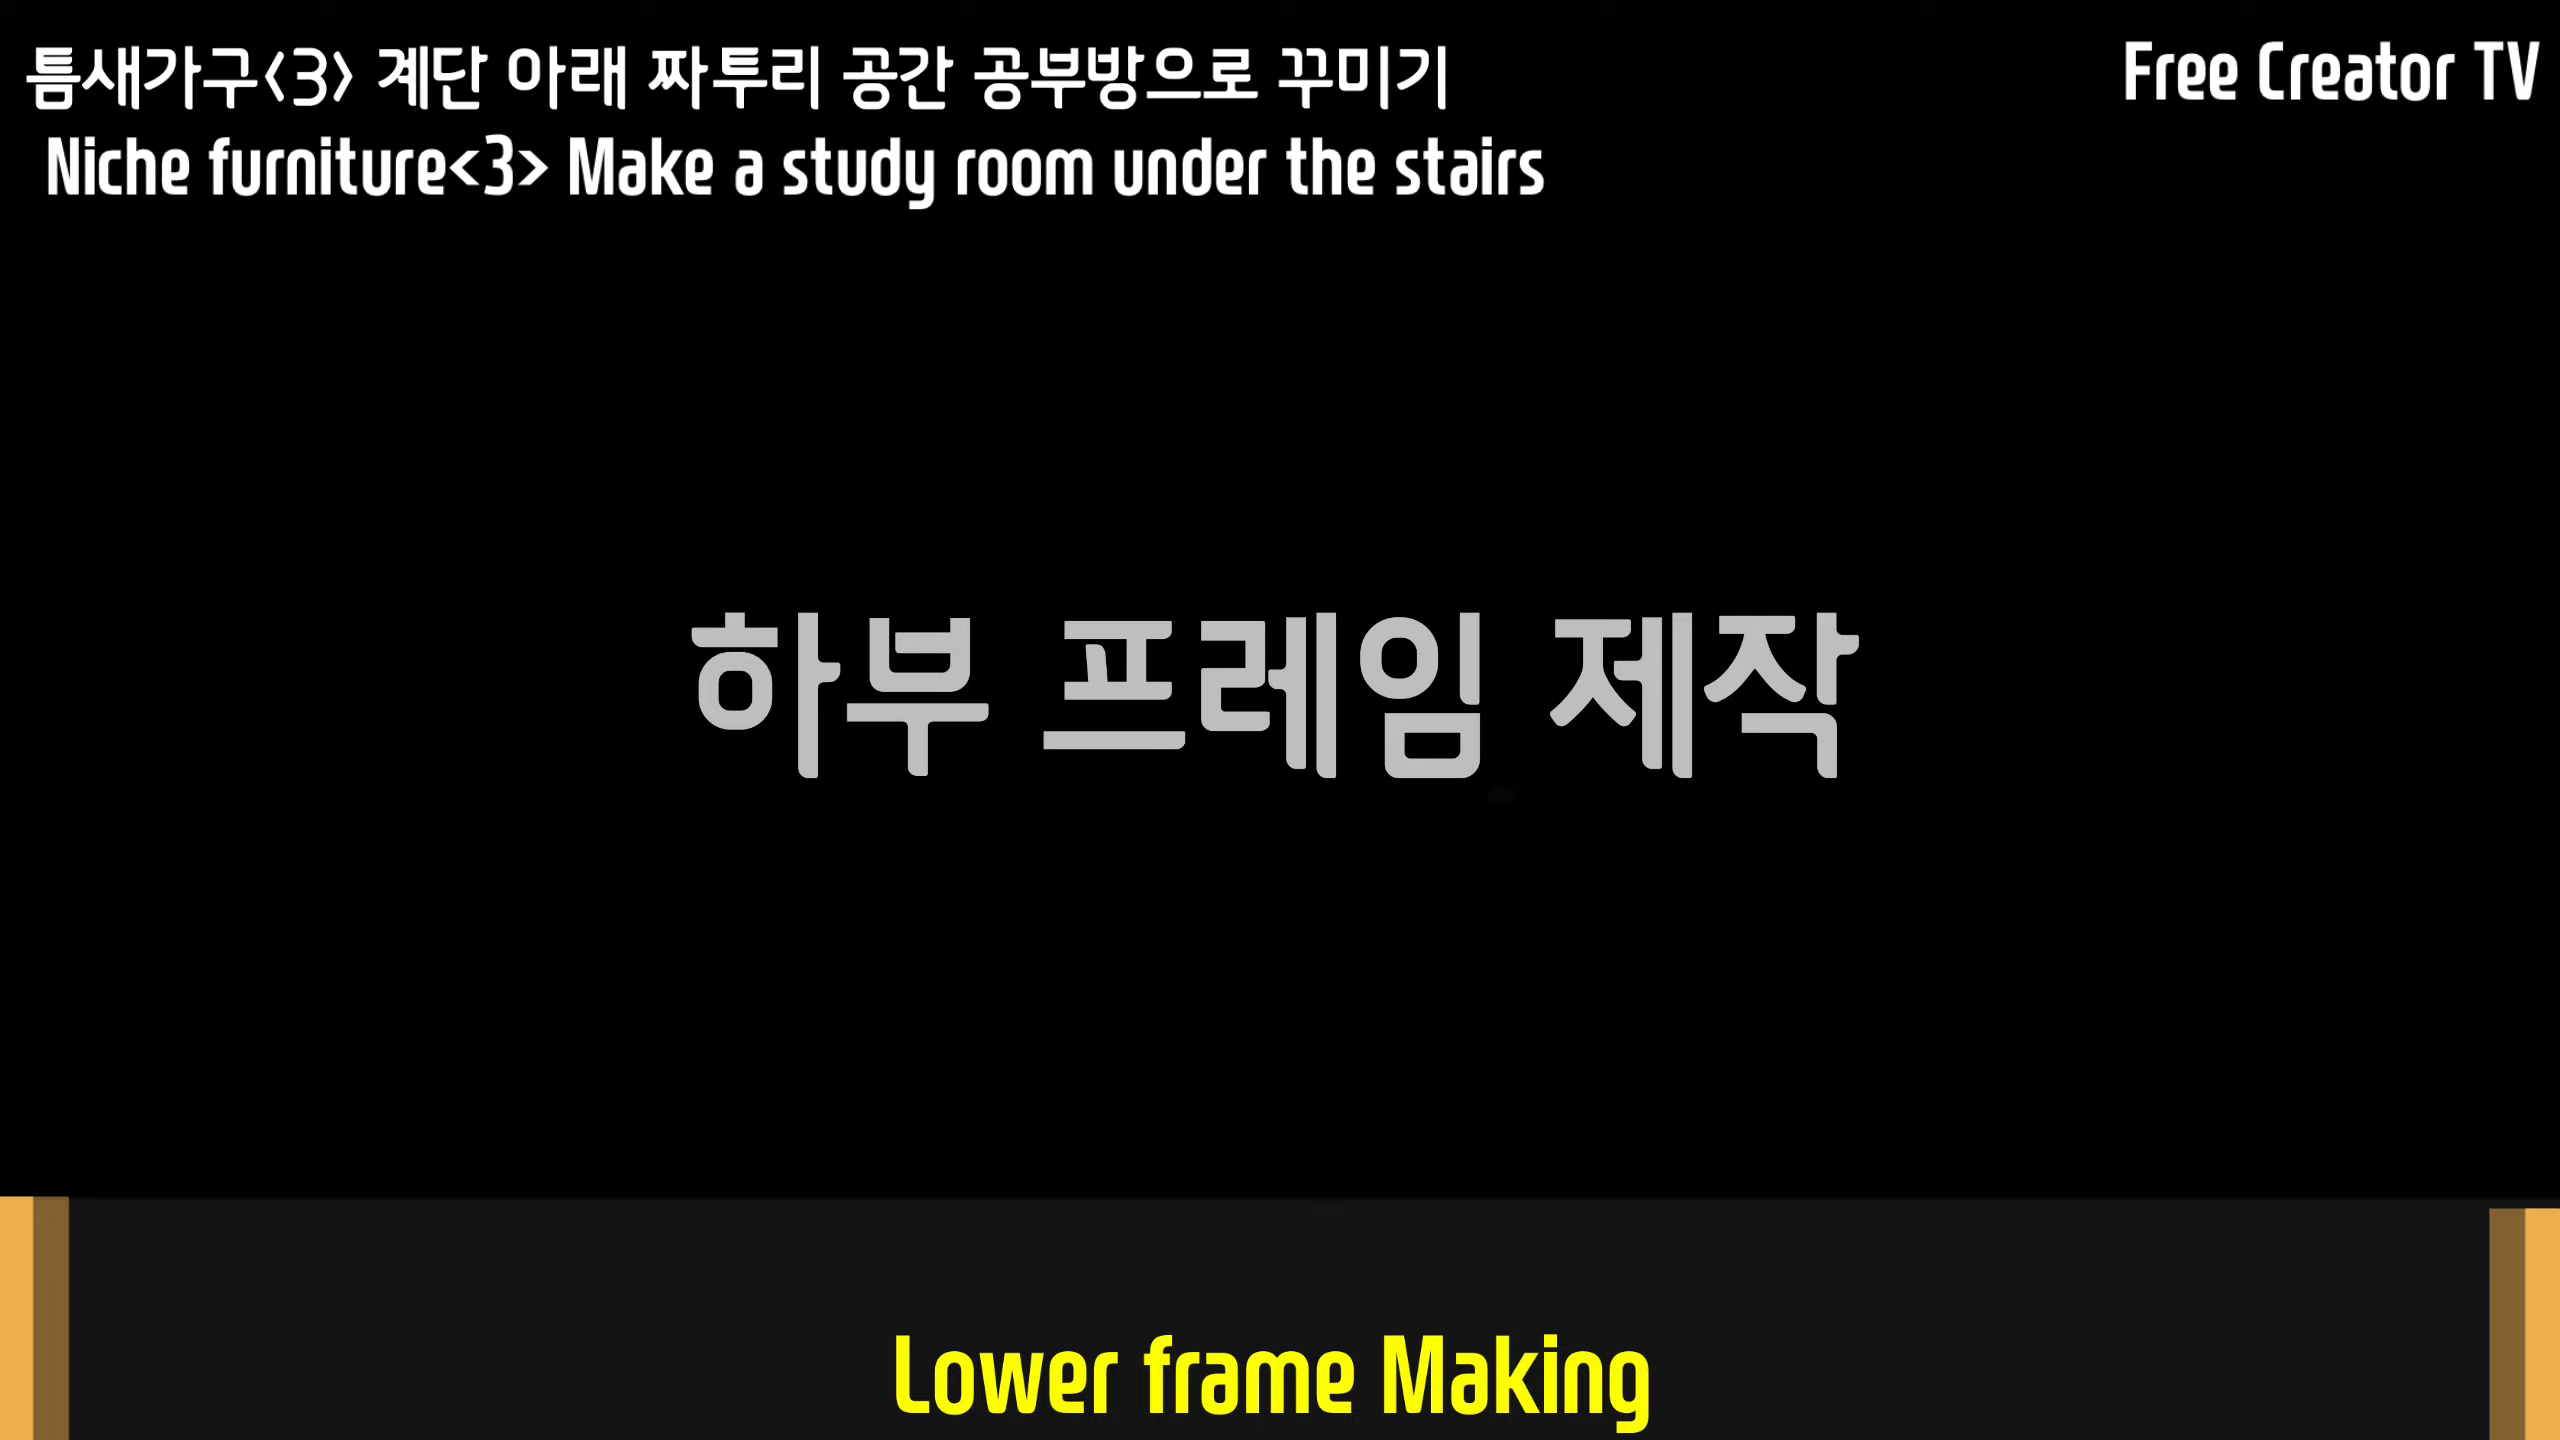 틈새가구<3> 계단 아래 짜투리 공간 공부방으로 꾸미기
Free Creator TV
Niche furniture<3> Make a study room under the stairs
하부 프레임 제작
Lower frame Making